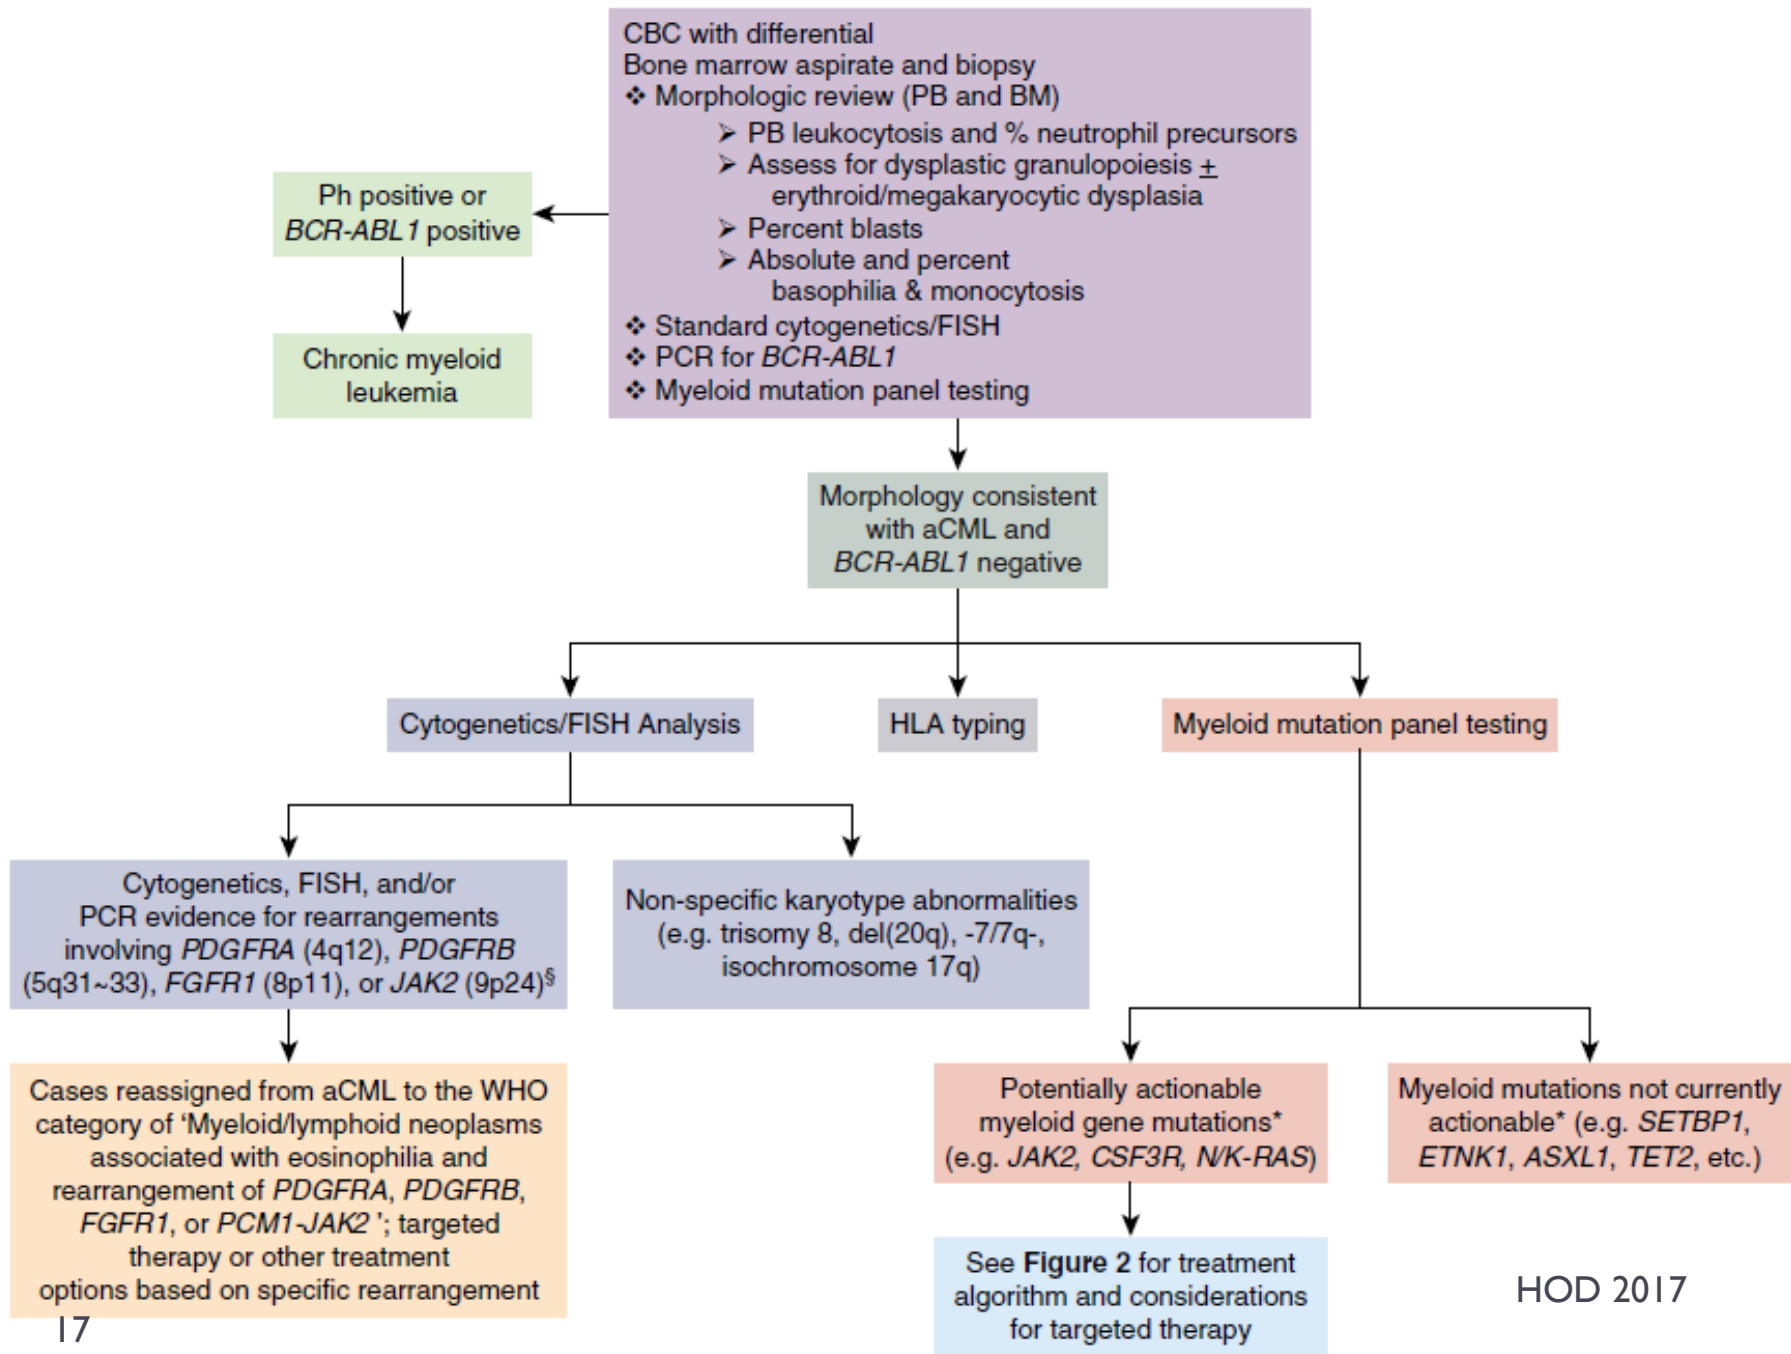 CBC with differential
Bone marrow aspirate and biopsy
❖ Morphologic review (PB and BM)
➢ PB leukocytosis and % neutrophil precursors
➢ Assess for dysplastic granulopoiesis ±
erythroid/megakaryocytic dysplasia
➢ Percent blasts
➢ Absolute and percent
basophilia & monocytosis
❖ Standard cytogenetics/FISH
❖ PCR for BCR-ABL1
❖ Myeloid mutation panel testing
Ph positive or
BCR-ABL1 positive
Chronic myeloid
leukemia
Morphology consistent
with aCML and
BCR-ABL1 negative
Cytogenetics/FISH Analysis
HLA typing
Myeloid mutation panel testing
Cytogenetics, FISH, and/or
PCR evidence for rearrangements
involving PDGFRA (4q12), PDGFRB
(5q31~33), FGFR1 (8p11), or JAK2 (9p24)§
Non-specific karyotype abnormalities
(e.g. trisomy 8, del(20q), -7/7q-,
isochromosome 17q)
Cases reassigned from aCML to the WHO
category of ‘Myeloid/lymphoid neoplasms
associated with eosinophilia and
rearrangement of PDGFRA, PDGFRB,
FGFR1, or PCM1-JAK2 ’; targeted
therapy or other treatment
options based on specific rearrangement
Potentially actionable
myeloid gene mutations*
(e.g. JAK2, CSF3R, N/K-RAS)
Myeloid mutations not currently
actionable* (e.g. SETBP1,
ETNK1, ASXL1, TET2, etc.)
See Figure 2 for treatment
algorithm and considerations
for targeted therapy
HOD 2017
17